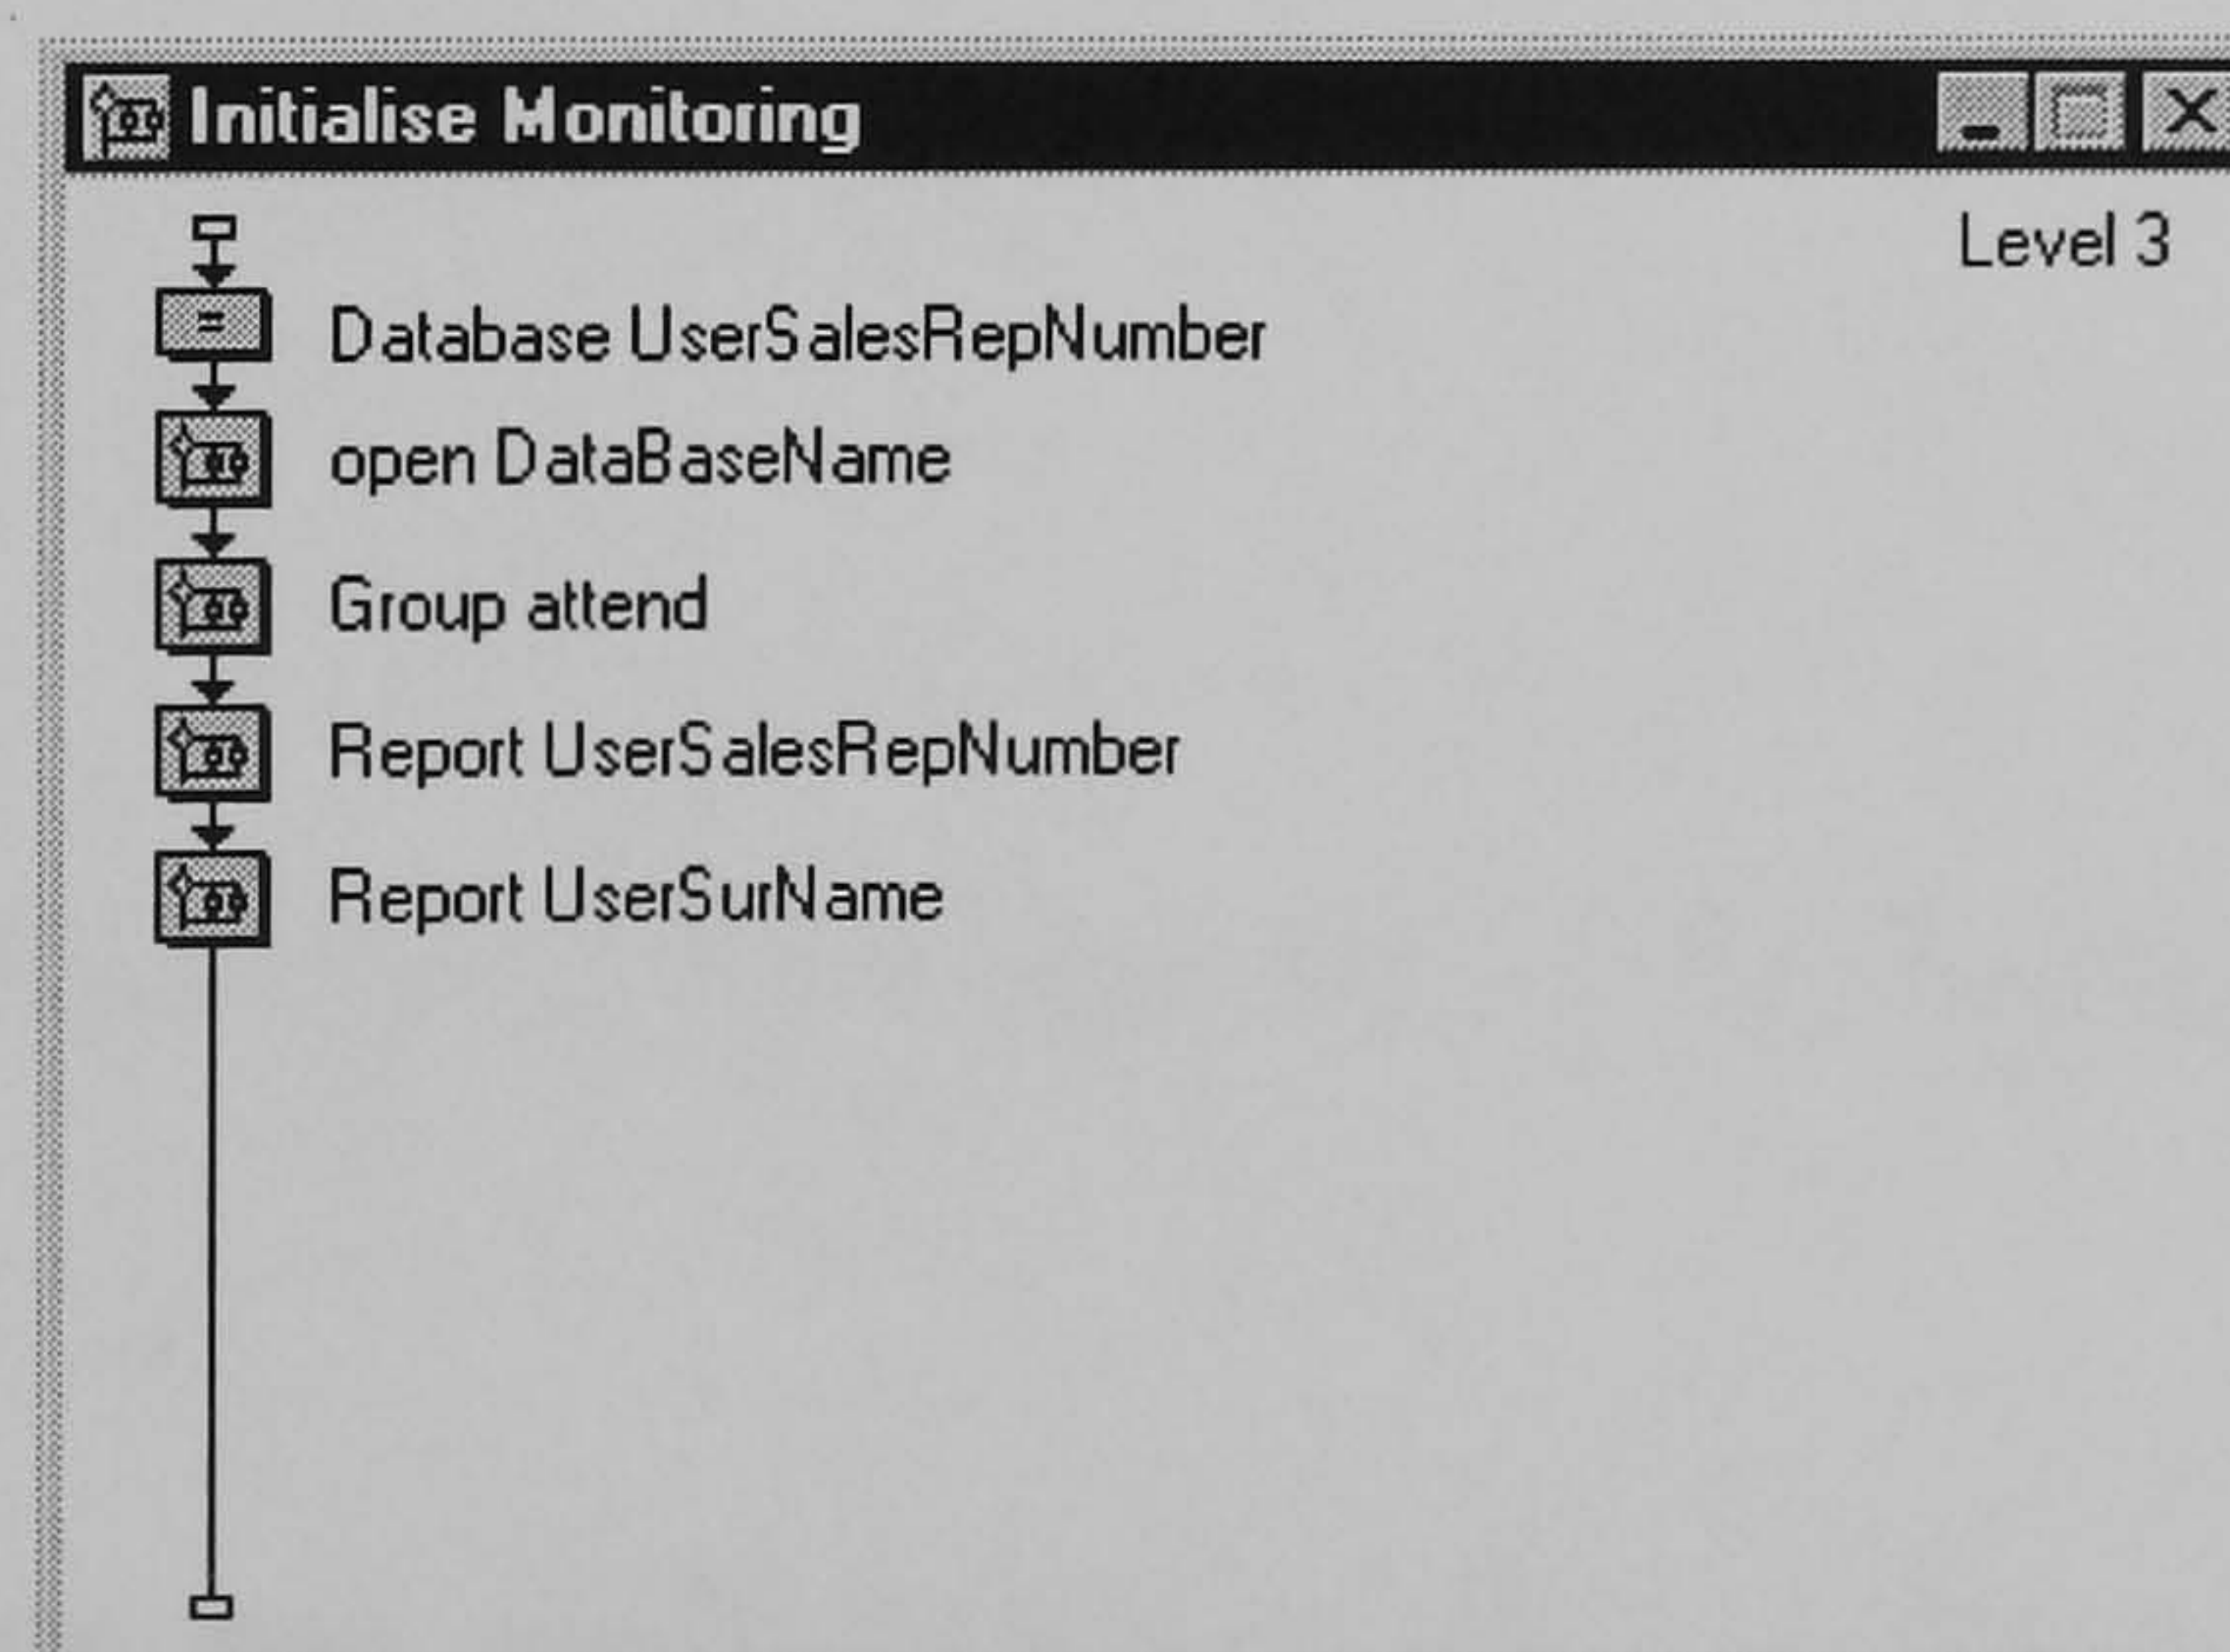 Initialise Monitoring
Level 3
=
Database UserSalesRepNumber
open DataBaseName
Group attend
Report UserSalesRepNumber
Report UserSurName